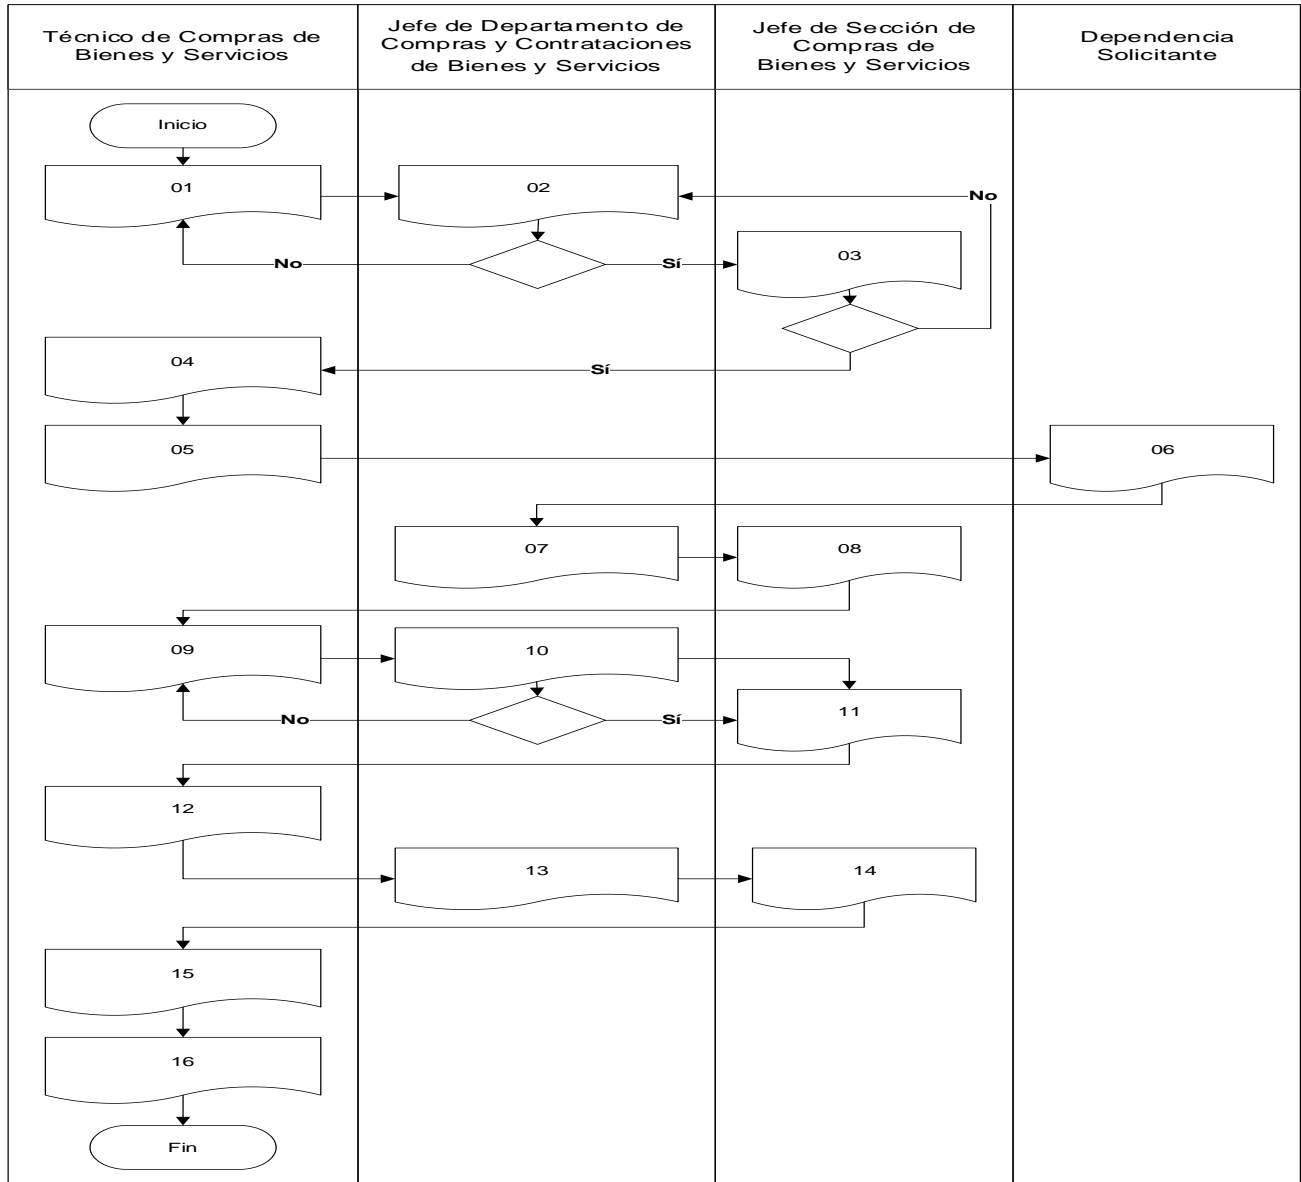 Técnico de Compras de
Bienes y Servicios
Jefe de Departamento de
Compras y Contrataciones
de Bienes y Servicios
Jefe de Sección de
Compras de
Bienes y Servicios
Dependencia
Solicitante
Inicio
01
02
No
No
Sí
03
04
Sí
05
06
07
08
09
10
No
Sí
11
12
13
14
15
16
Fin